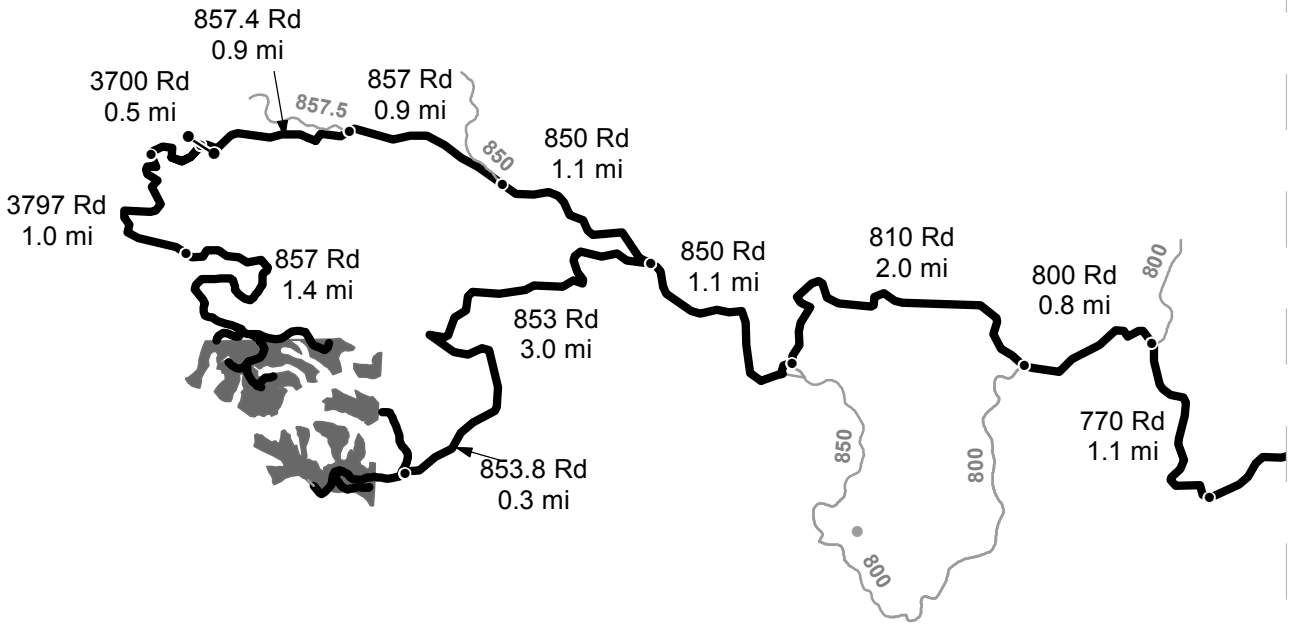 857.4 Rd
0.9 mi
3700 Rd
0.5 mi
857.5
857 Rd
0.9 mi
850
850 Rd
1.1 mi
3797 Rd
1.0 mi
857 Rd
1.4 mi
853 Rd
3.0 mi
850 Rd
1.1 mi
810 Rd
2.0 mi
800 Rd
0.8 mi
800
770 Rd
1.1 mi
853.8 Rd
0.3 mi
850
800
800